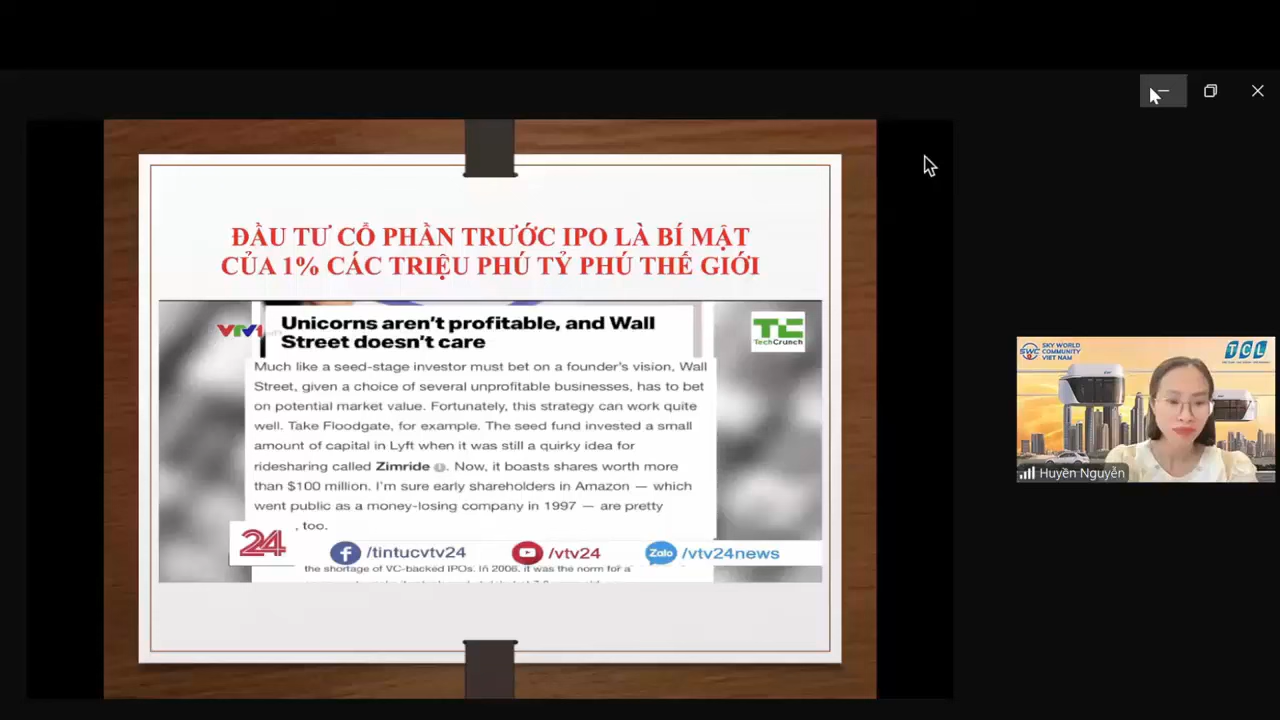 ĐẦU TƯ CỔ PHẦN TRƯỚC IPO LÀ BÍ MẬT
CỦA 1% CÁC TRIỆU PHÚ TỶ PHÚ THẾ GIỚI
VTV1
Unicorns aren't profitable, and Wall
Street doesn't care
TC
TechCrunch
Much like a seed-stage investor must bet on a founder's vision, Wall
Street, given a choice of several unprofitable businesses, has to bet
on potential market value. Fortunately, this strategy can work quite
well. Take Floodgate, for example. The seed fund invested a small
amount of capital in Lyft when it was still a quirky idea for
ridesharing called Zimride. Now, it boasts shares worth more
than $100 million. I'm sure early shareholders in Amazon — which
went public as a money-losing company in 1997 — are pretty
, too.
24
/tintucvtv24
/vtv24
Zalo /vtv24news
the shortage of VC-backed IPOs. In 2006, it was the norm for a
SWC
SKY WORLD
COMMUNITY
VIET NAM
TCL
Huyền Nguyễn